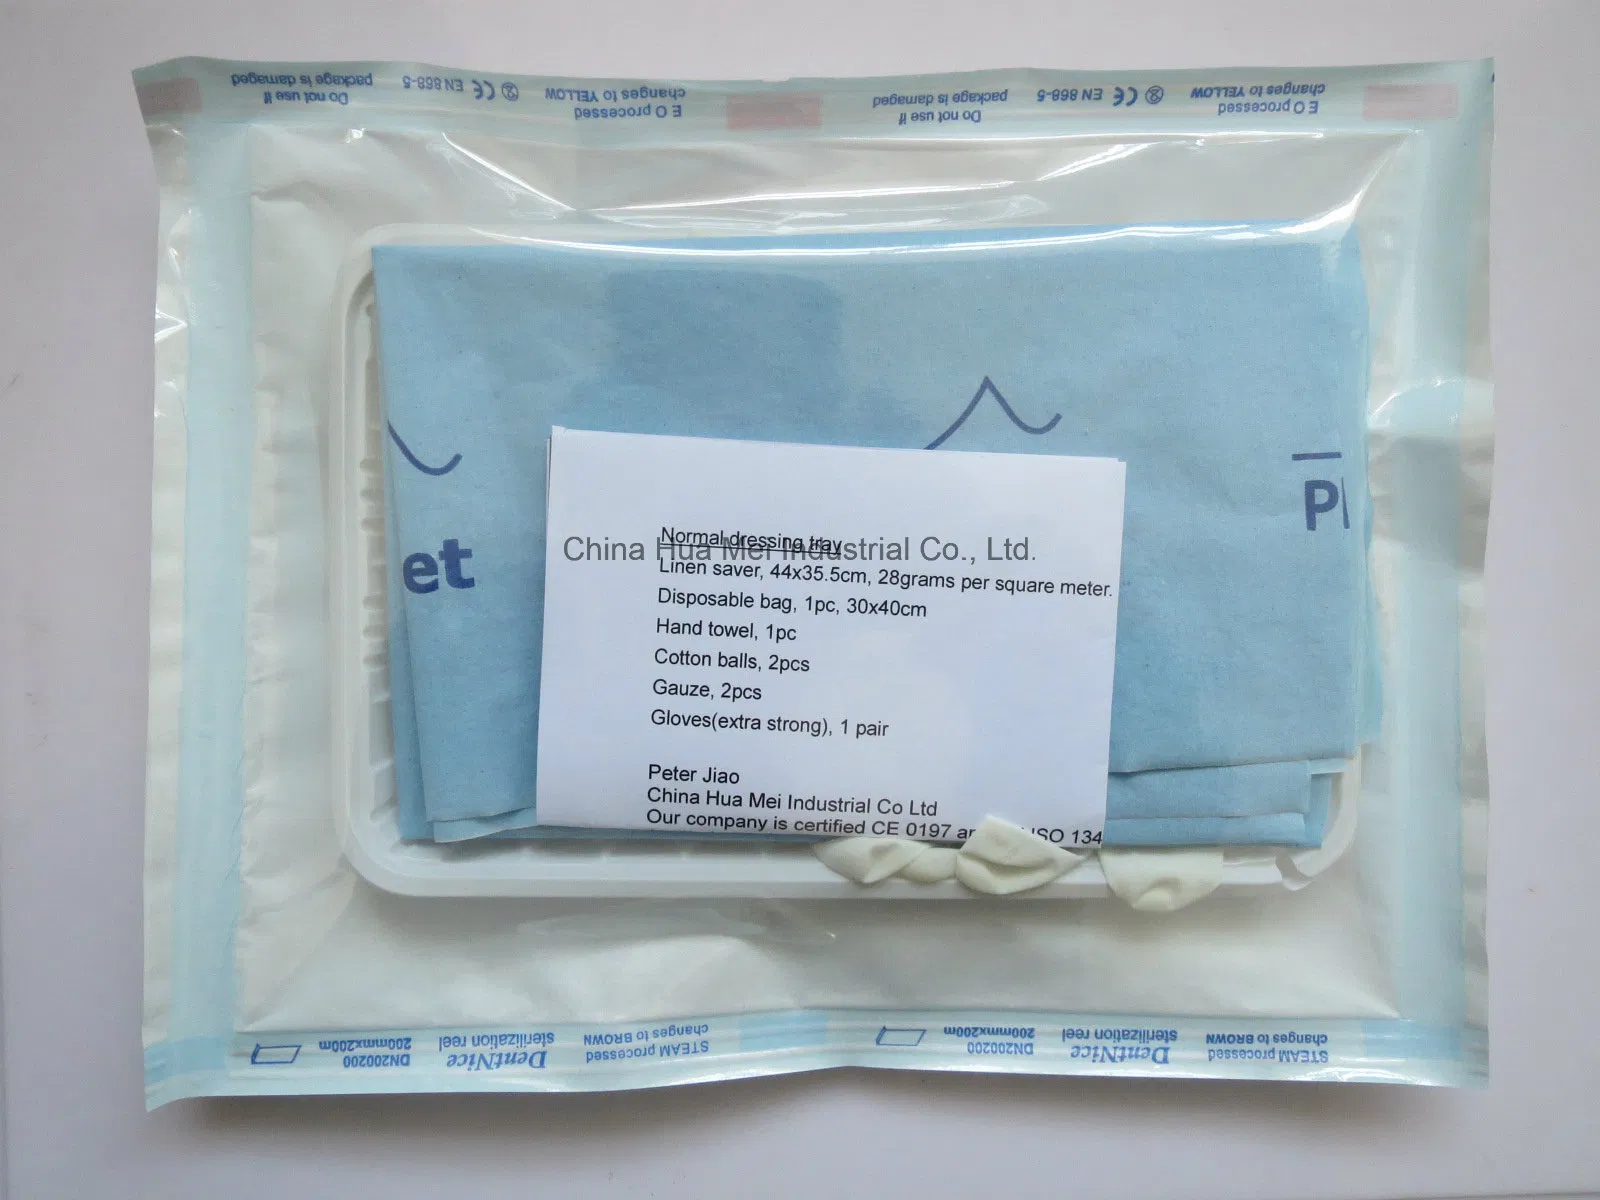 Do not use if
package is damaged
CE EN 868-5
E O processed
changes to YELLOW
Do not use if
package is damaged
CE EN 868-5
E O processed
changes to YELLOW
et
Normal dressing tray
China Hua Mei Industrial Co., Ltd.
Linen saver, 44x35.5cm, 28grams per square meter.
Disposable bag, 1pc, 30x40cm
Hand towel, 1pc
Cotton balls, 2pcs
Gauze, 2pcs
Gloves(extra strong), 1 pair
Peter Jiao
China Hua Mei Industrial Co Ltd
Our company is certified CE 0197 ISO 134
DN200200
200mmx200m
DentNice
sterilization reel
STEAM processed
changes to BROWN
DN200200
200mmx200m
DentNice
sterilization reel
STEAM processed
changes to BROWN